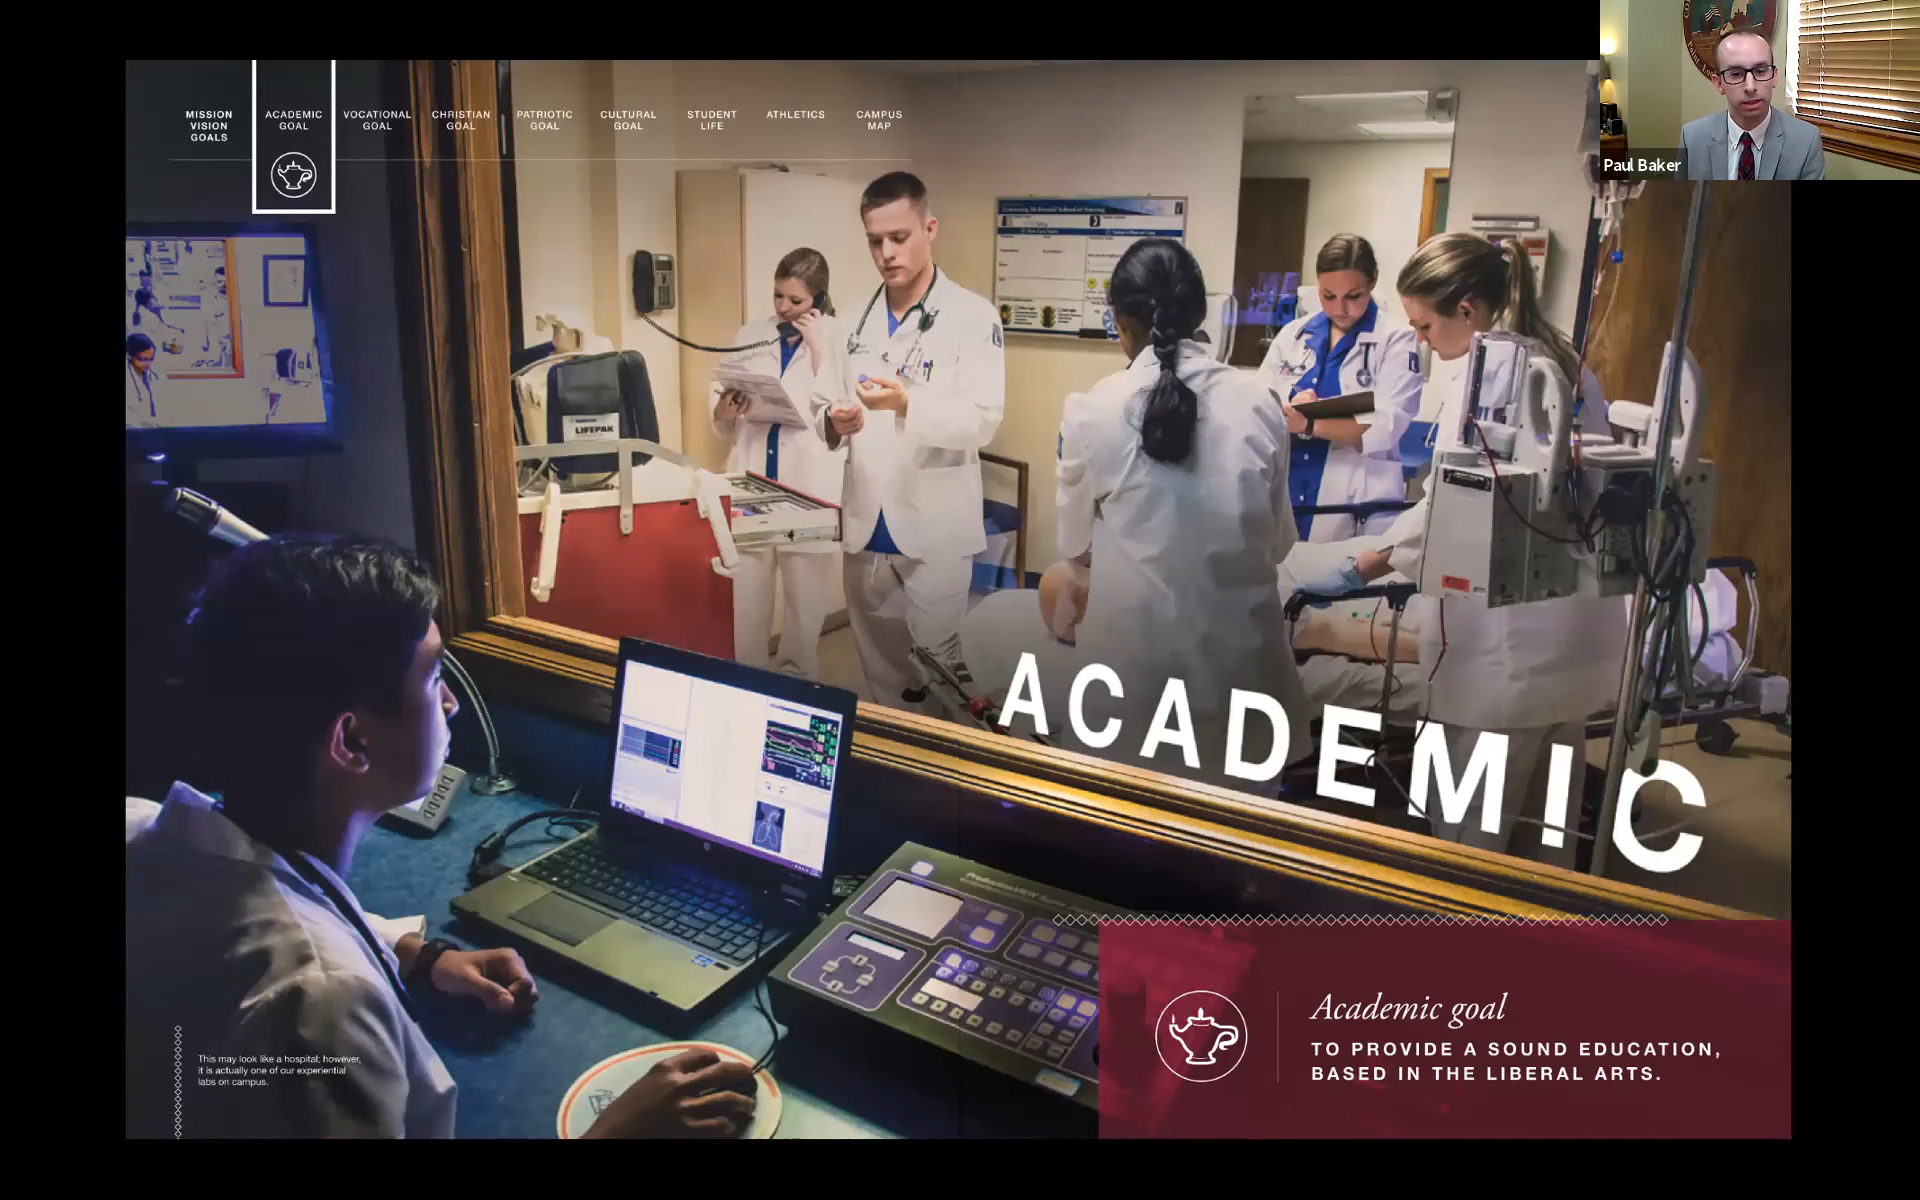 MISSION
VISION
GOALS
ACADEMIC
GOAL
VOCATIONAL
GOAL
CHRISTIAN
GOAL
PATRIOTIC
GOAL
CULTURAL
GOAL
STUDENT
LIFE
ATHLETICS
CAMPUS
MAP
Paul Baker
LIFEPAK
ACADEMIC
Academic goal
TO PROVIDE A SOUND EDUCATION,
BASED IN THE LIBERAL ARTS.
This may look like a hospital; however,
it is actually one of our experiential
labs on campus.